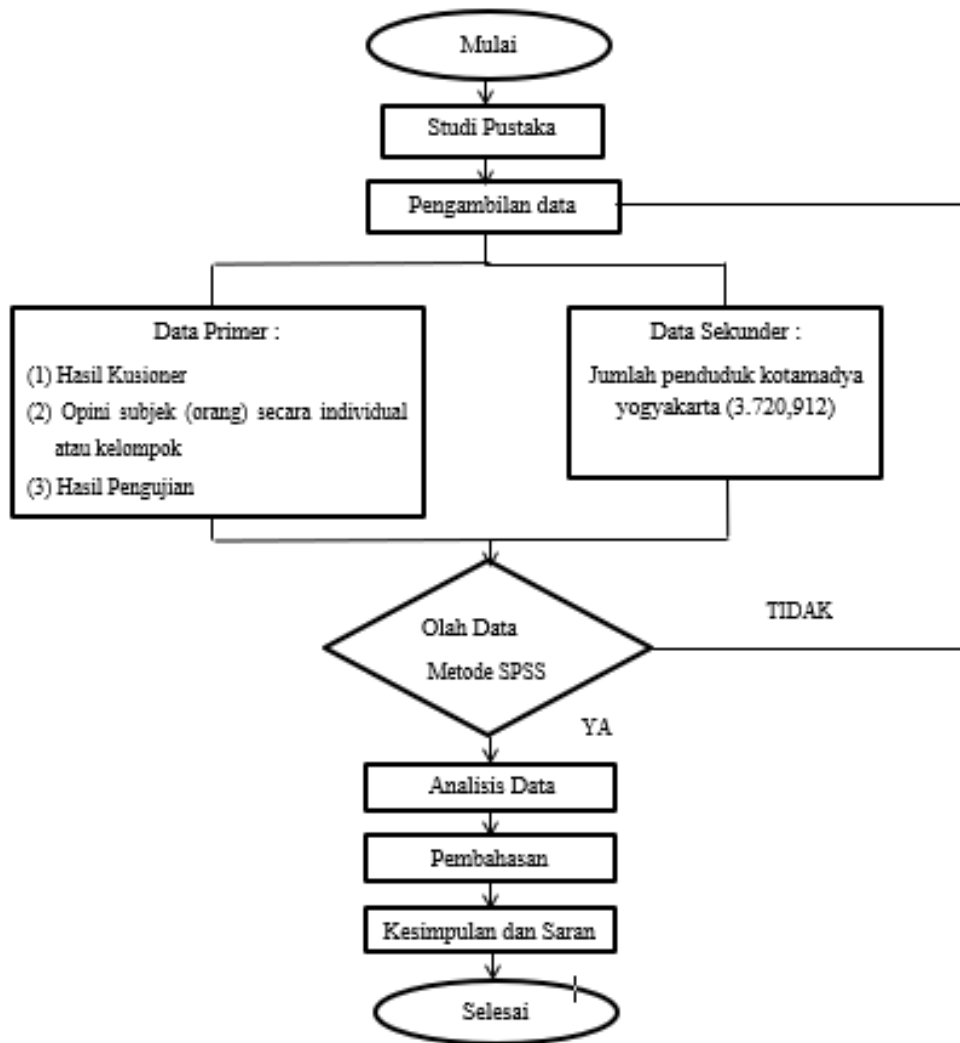 Mulai
Studi Pustaka
Pengambilan data
Data Primer :
(1) Hasil Kusioner
(2) Opini subjek (orang) secara individual
atau kelompok
(3) Hasil Pengujian
Data Sekunder :
Jumlah penduduk kotamadya
yogyakarta (3.720,912)
Olah Data
Metode SPSS
TIDAK
YA
Analisis Data
Pembahasan
Kesimpulan dan Saran
Selesai